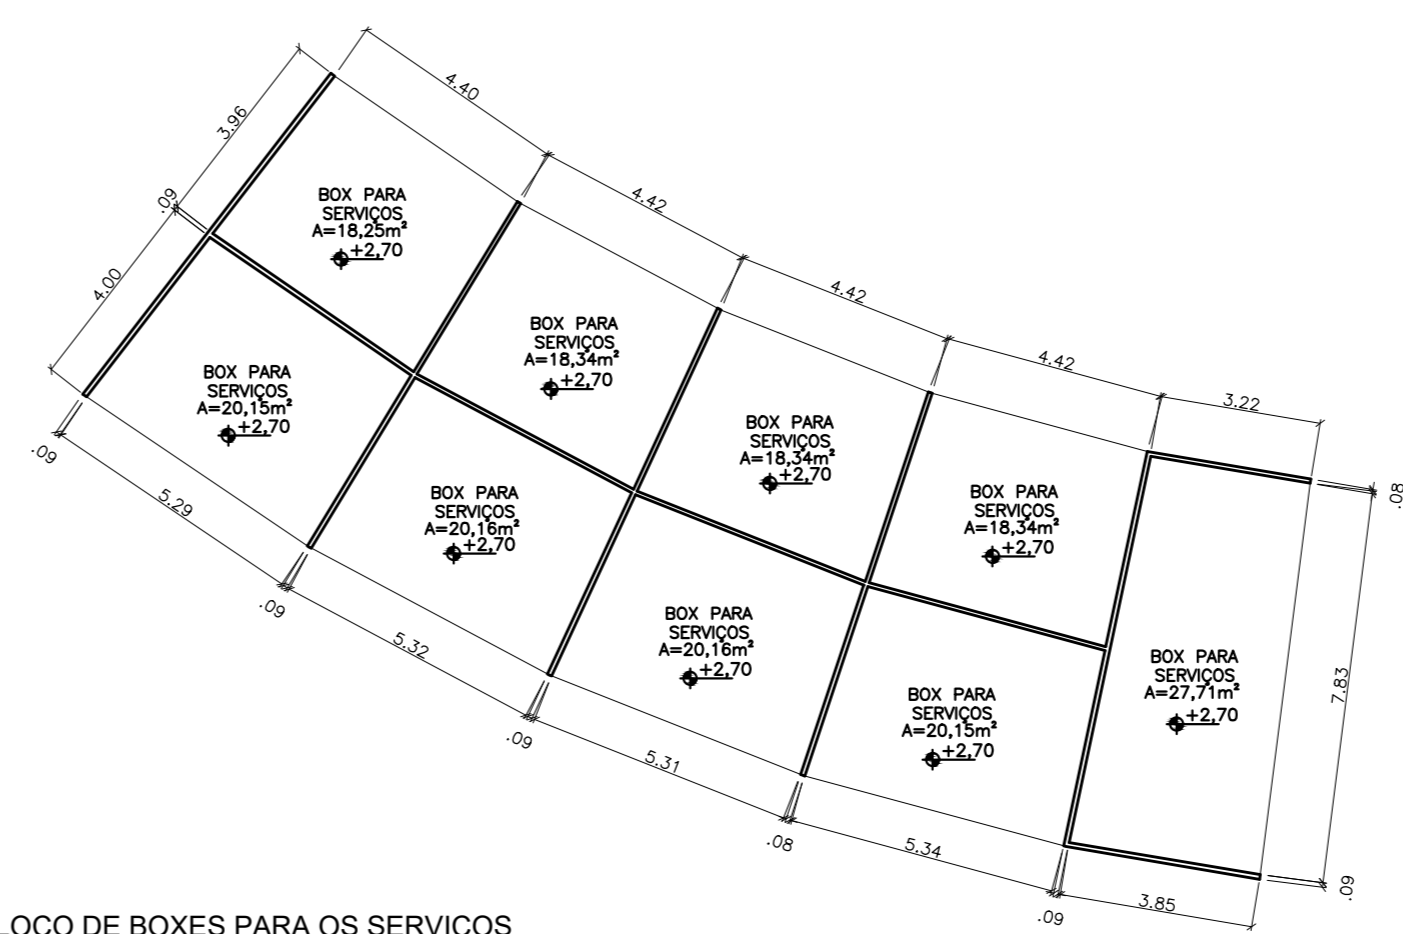 4.40
3.96
.09
4.00
BOX PARA
SERVIÇOS
A=18,25m²
+2,70
4.42
BOX PARA
SERVIÇOS
A=20,15m²
+2,70
BOX PARA
SERVIÇOS
A=18,34m²
+2,70
4.42
BOX PARA
SERVIÇOS
A=18,34m²
+2,70
4.42
3.22
.08
BOX PARA
SERVIÇOS
A=18,34m²
+2,70
BOX PARA
SERVIÇOS
A=20,16m²
+2,70
BOX PARA
SERVIÇOS
A=20,16m²
+2,70
BOX PARA
SERVIÇOS
A=20,15m²
+2,70
BOX PARA
SERVIÇOS
A=27,71m²
+2,70
7.83
.09
5.29
.09
5.32
.09
5.31
.08
5.34
.09
3.85
.09
LOCO DE BOXES PARA OS SERVIÇOS